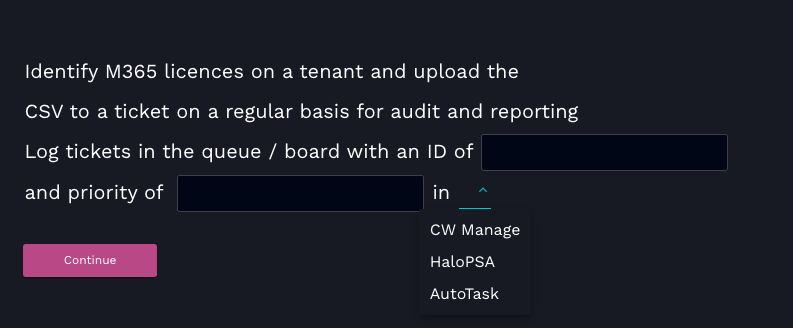 Identify M365 licences on a tenant and upload the
CSV to a ticket on a regular basis for audit and reporting
Log tickets in the queue / board with an ID of
and priority of in
CW Manage
HaloPSA
AutoTask
Continue